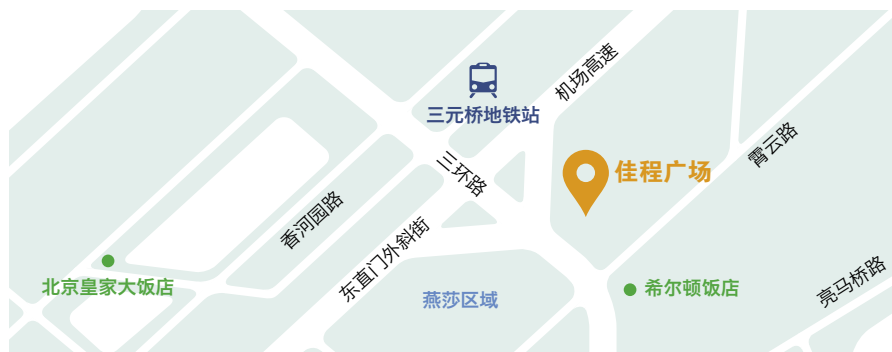 机场高速
三元桥地铁站
霄云路
三环路
佳程广场
香河园路
东直门外斜街
北京皇家大饭店
燕莎区域
希尔顿饭店
亮马桥路